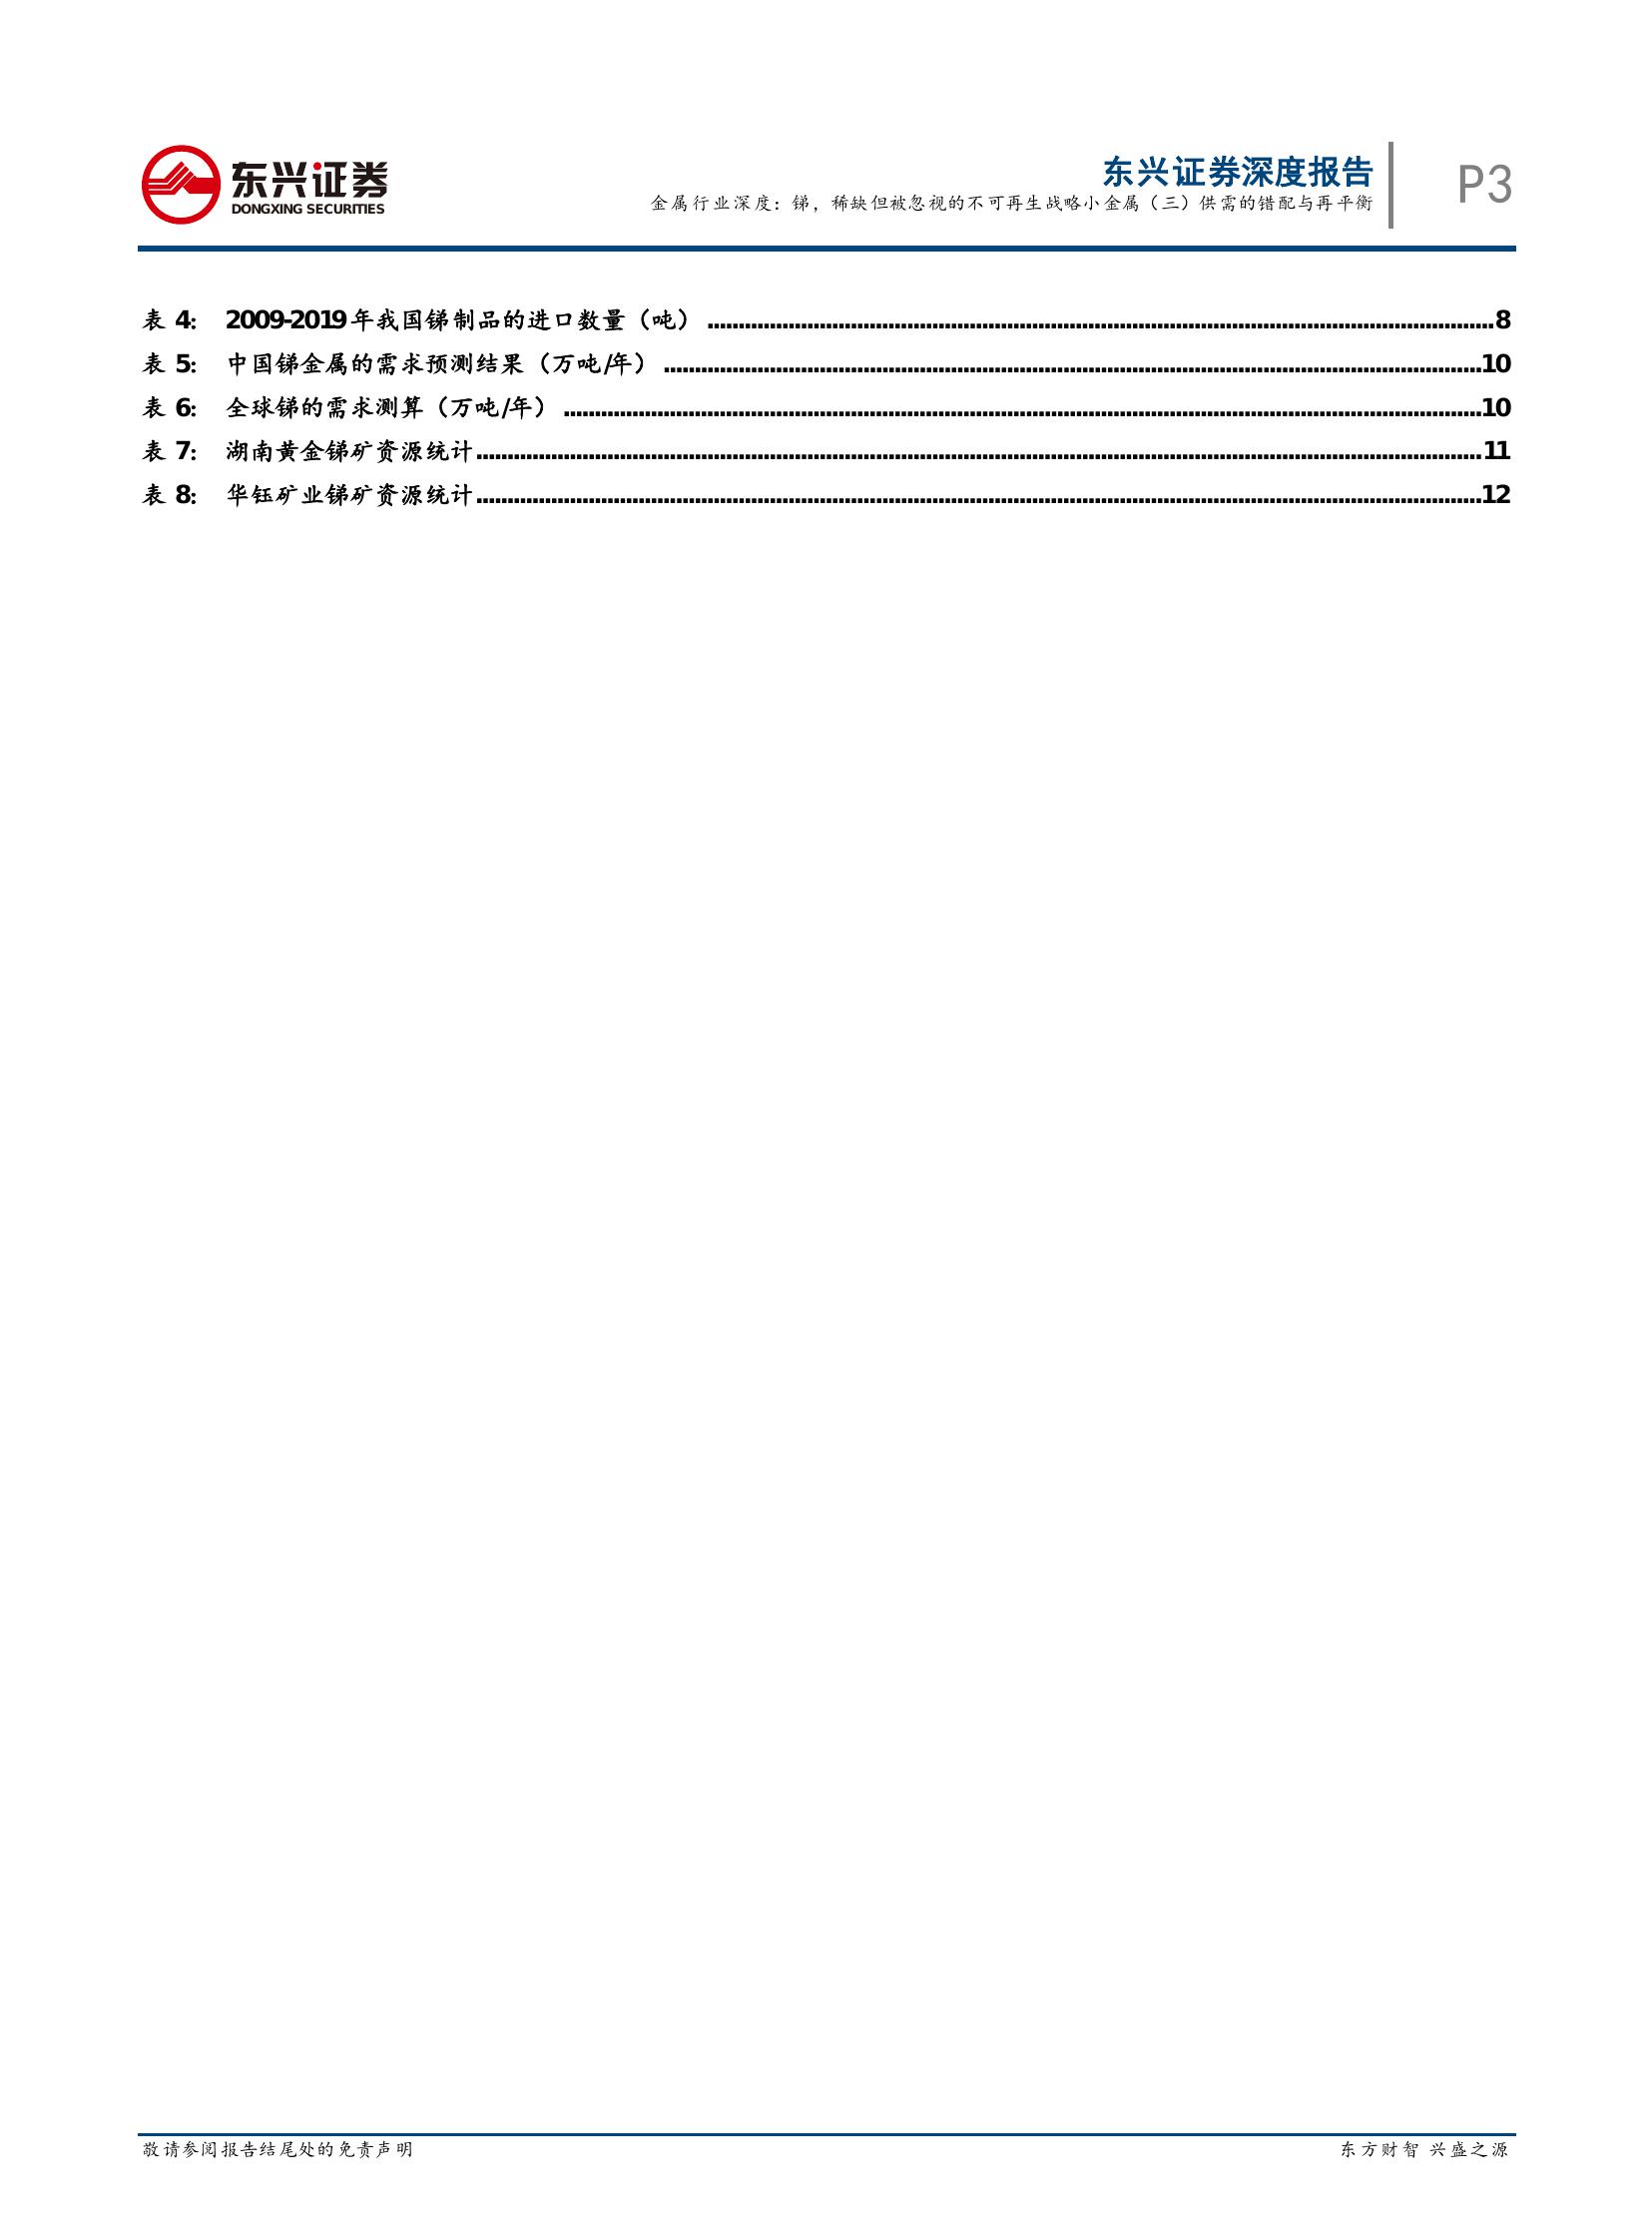 东兴证券
DONGXING SECURITIES
东兴证券深度报告
金属行业深度：锑，稀缺但被忽视的不可再生战略小金属（三）供需的错配与再平衡
P3
表 4： 2009-2019 年我国锑制品的进口数量（吨） ........ 8
表 5： 中国锑金属的需求预测结果（万吨/年） ........ 10
表 6： 全球锑的需求测算（万吨/年） ........ 10
表 7： 湖南黄金锑矿资源统计 ........ 11
表 8： 华钰矿业锑矿资源统计 ........ 12
敬请参阅报告结尾处的免责声明
东方财智 兴盛之源